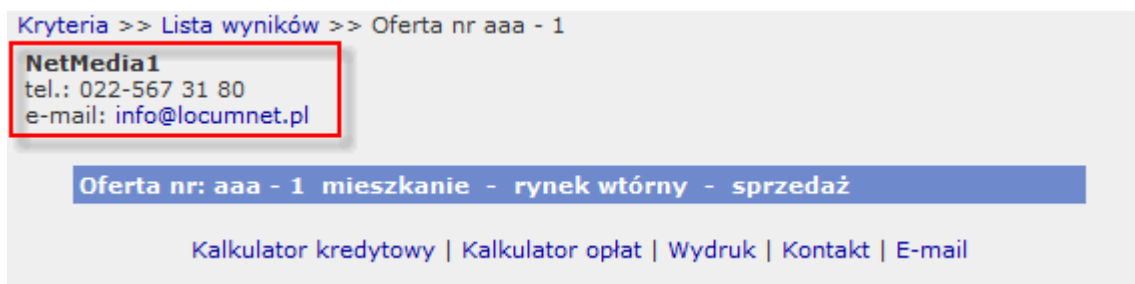 Kryteria >> Lista wyników >> Oferta nr aaa - 1
NetMedia1
tel.: 022-567 31 80
e-mail: info@locumnet.pl
Oferta nr: aaa - 1 mieszkanie - rynek wtórny - sprzedaż
Kalkulator kredytowy | Kalkulator opłat | Wydruk | Kontakt | E-mail